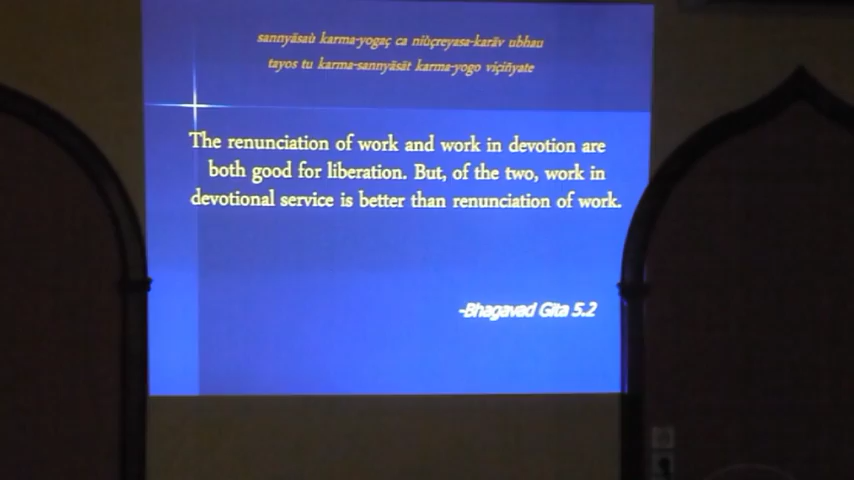 sannyāsaù karma-yogaç ca niùçreyasa-karāv ubhau
tayos tu karma-sannyāsāt karma-yogo viçiñyate
The renunciation of work and work in devotion are
both good for liberation. But, of the two, work in
devotional service is better than renunciation of work.
-Bhagavad Gita 5.2